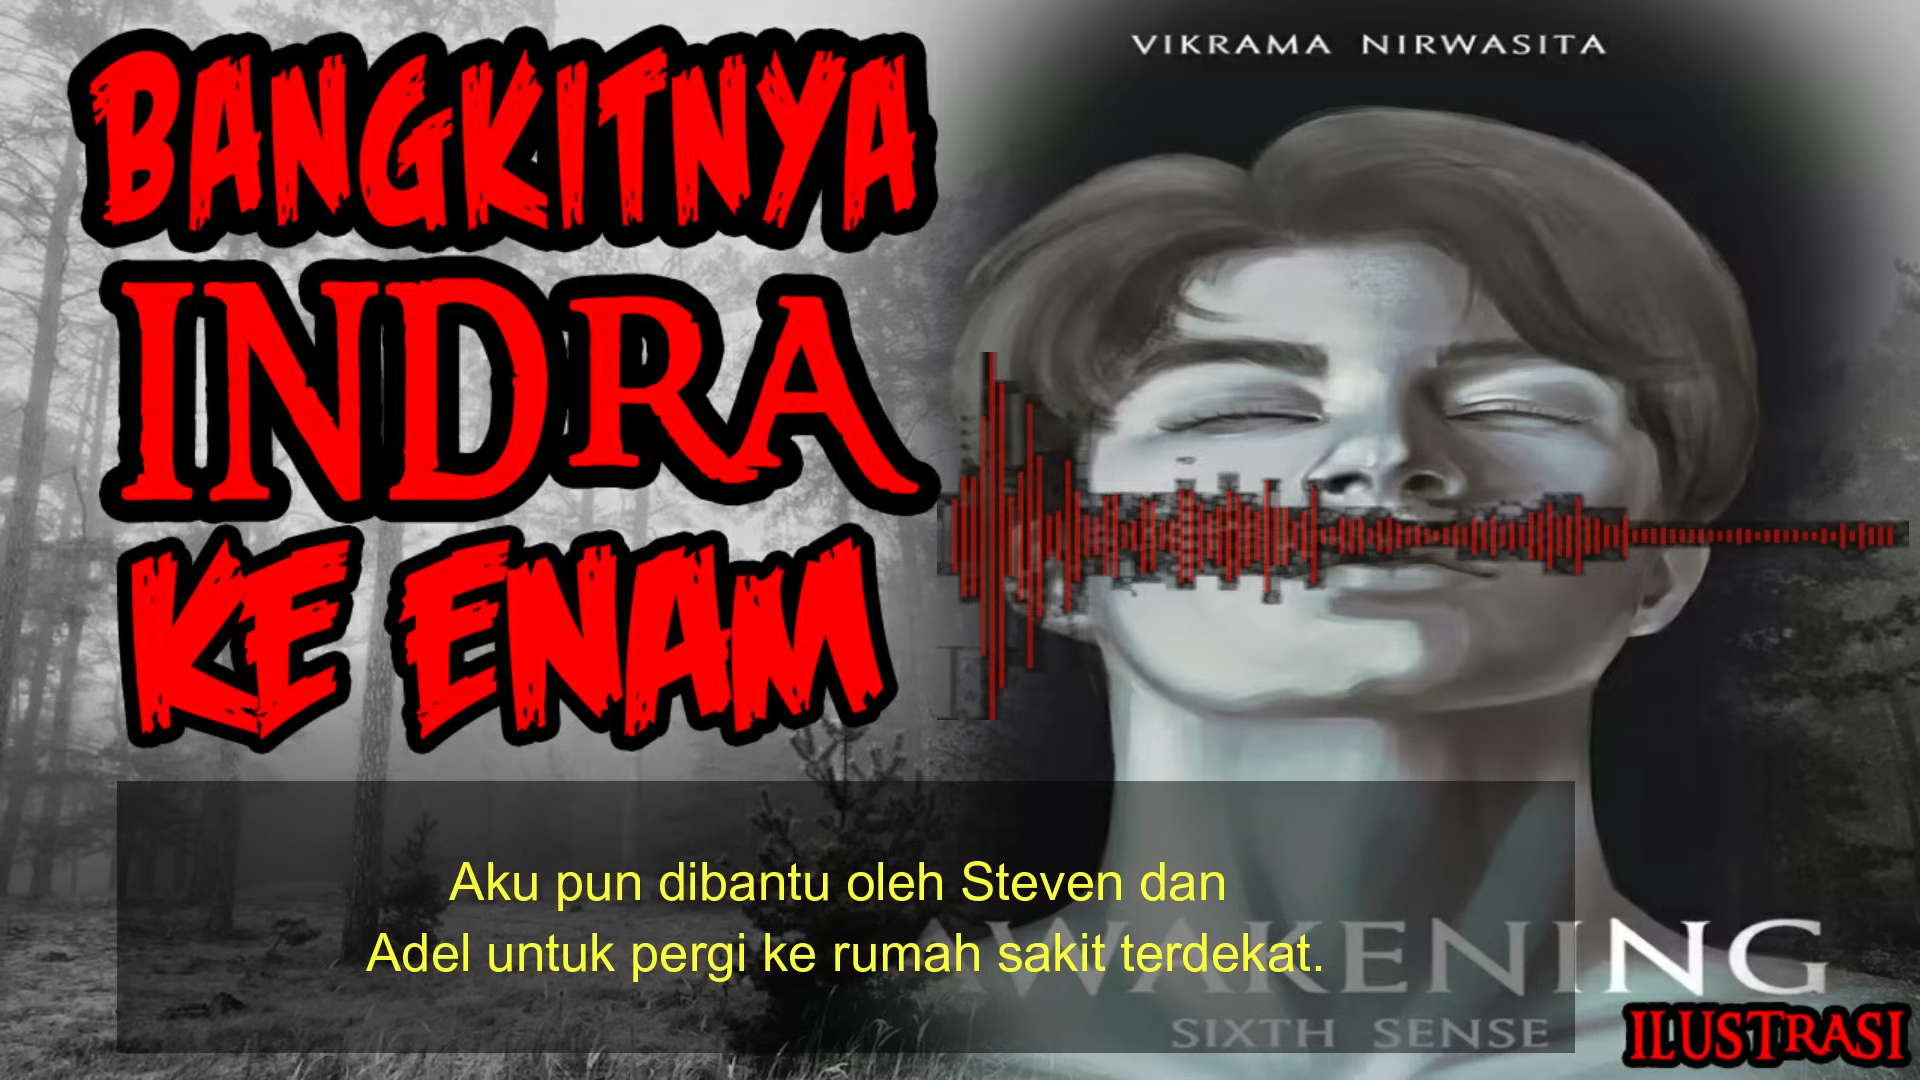 VIKRAMA NIRWASITA
BANGKITNYA
INDRA
KE ENAM
Aku pun dibantu oleh Steven dan
Adel untuk pergi ke rumah sakit terdekat.
AWAKENING
SIXTH SENSE
ILUSTRASI